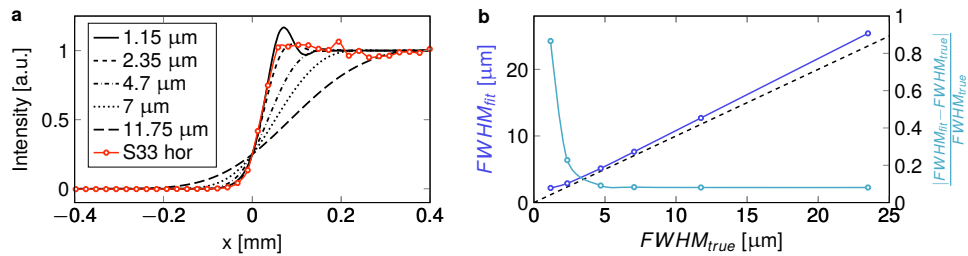 a
Intensity [a.u.]
1
0.5
0
1.15 μm
2.35 μm
4.7 μm
7 μm
11.75 μm
S33 hor
−0.4 −0.2 0 0.2 0.4
x [mm]
b
FWHM_fit [μm]
20
10
0
0 5 10 15 20 25
FWHM_true [μm]
1
0.8
0.6
0.4
0.2
0
|FWHM_fit−FWHM_true|
FWHM_true